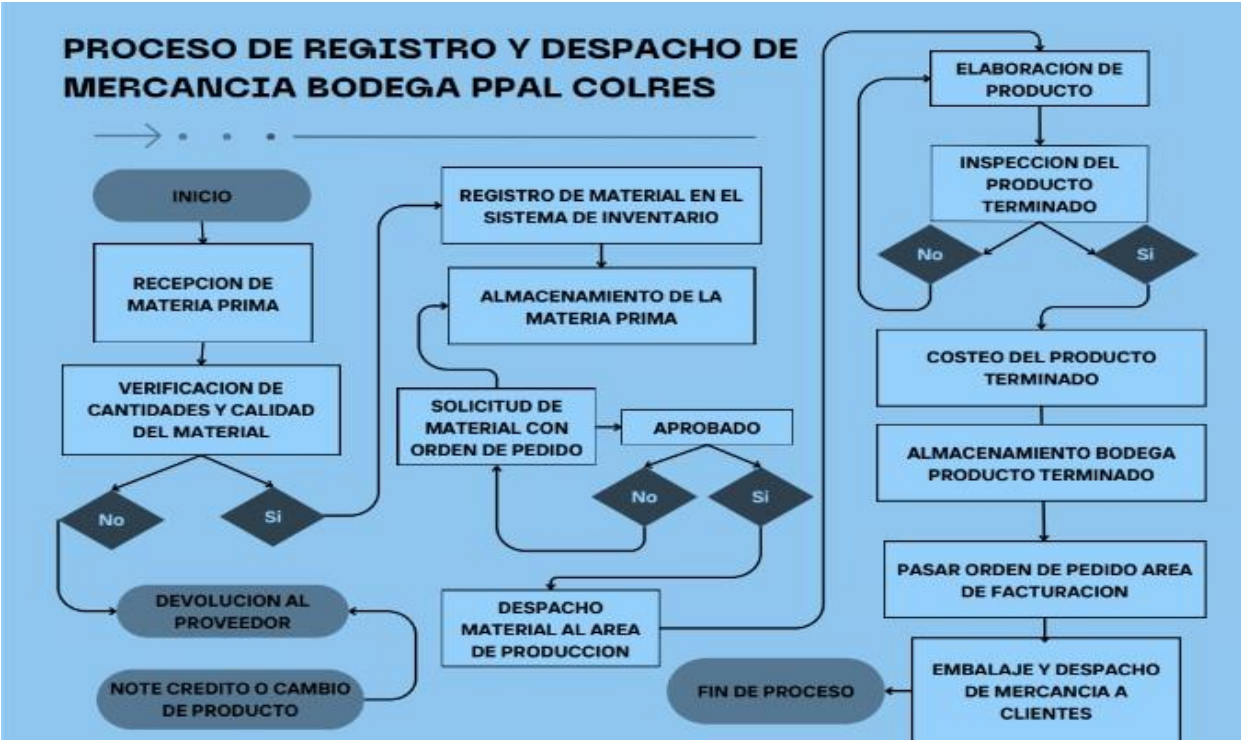 PROCESO DE REGISTRO Y DESPACHO DE
MERCANCIA BODEGA PPAL COLRES
INICIO
RECEPCION DE
MATERIA PRIMA
VERIFICACION DE
CANTIDADES Y CALIDAD
DEL MATERIAL
No
Si
DEVOLUCION AL
PROVEEDOR
NOTE CREDITO O CAMBIO
DE PRODUCTO
REGISTRO DE MATERIAL EN EL
SISTEMA DE INVENTARIO
ALMACENAMIENTO DE LA
MATERIA PRIMA
SOLICITUD DE
MATERIAL CON
ORDEN DE PEDIDO
APROBADO
No
Si
DESPACHO
MATERIAL AL AREA
DE PRODUCCION
ELABORACION DE
PRODUCTO
INSPECCION DEL
PRODUCTO
TERMINADO
No
Si
COSTEO DEL PRODUCTO
TERMINADO
ALMACENAMIENTO BODEGA
PRODUCTO TERMINADO
PASAR ORDEN DE PEDIDO AREA
DE FACTURACION
EMBALAJE Y DESPACHO
DE MERCANCIA A
CLIENTES
FIN DE PROCESO